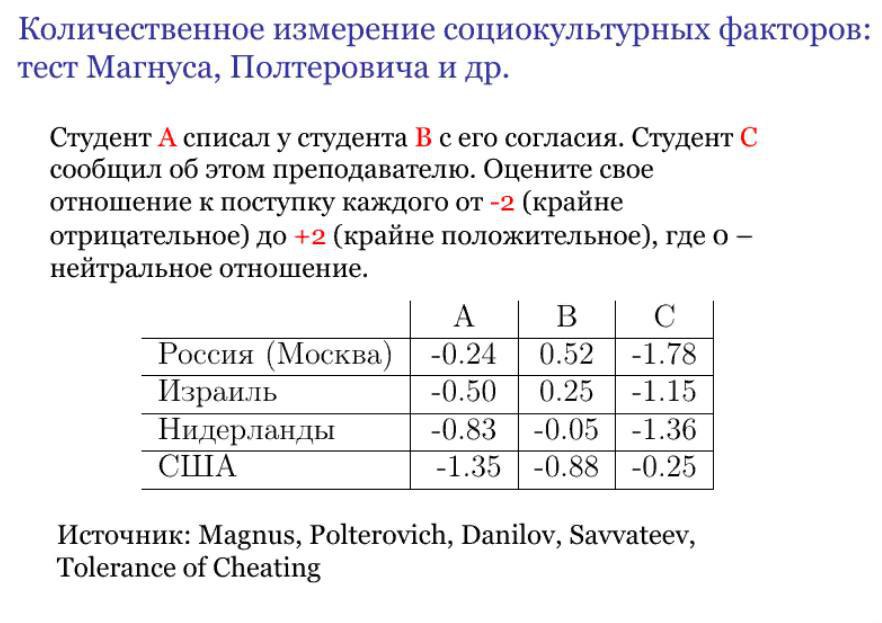 Количественное измерение социокультурных факторов:
тест Магнуса, Полтеровича и др.
Студент A списал у студента B с его согласия. Студент C
сообщил об этом преподавателю. Оцените свое
отношение к поступку каждого от -2 (крайне
отрицательное) до +2 (крайне положительное), где 0 –
нейтральное отношение.
A B C
Россия (Москва) -0.24 0.52 -1.78
Израиль -0.50 0.25 -1.15
Нидерланды -0.83 -0.05 -1.36
США -1.35 -0.88 -0.25
Источник: Magnus, Polterovich, Danilov, Savvateev,
Tolerance of Cheating